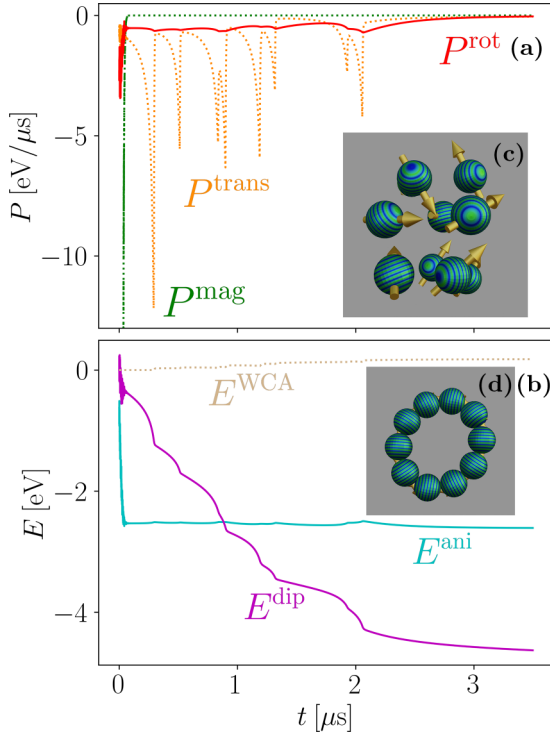 0
P^rot (a)
−5
P^trans
(c)
P [eV/μs]
−10
P^mag
0
E^WCA
(d) (b)
−2
E [eV]
E^ani
E^dip
−4
0 1 2 3
t [μs]